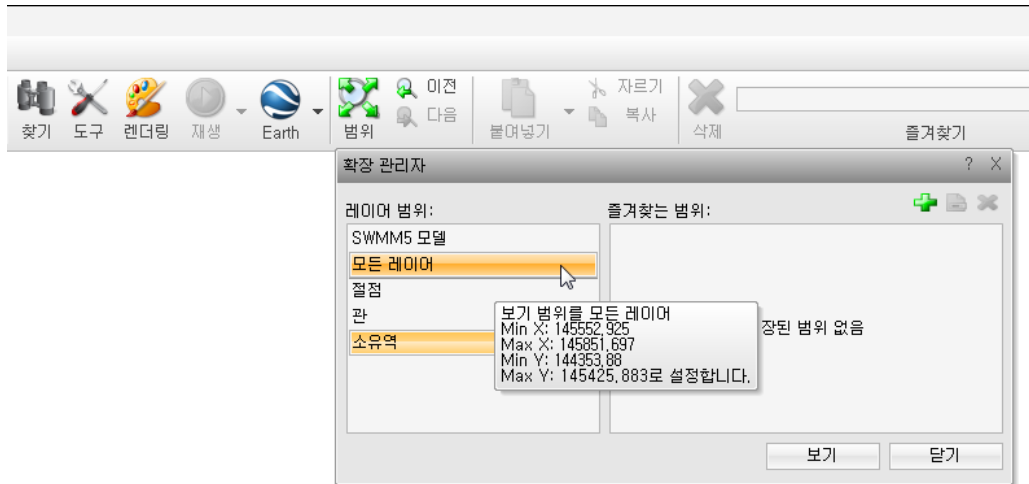 이전
자르기
다음
복사
찾기 도구 렌더링 재생 Earth 범위 붙여넣기 삭제 즐겨찾기
확장 관리자 ? X
레이어 범위: 즐겨찾는 범위:
SWMM5 모델
모든 레이어
절점
관
소유역
보기 범위를 모든 레이어
Min X: 145552,925
Max X: 145851,697
Min Y: 144353,88
Max Y: 145425,883로 설정합니다.
장된 범위 없음
보기 닫기